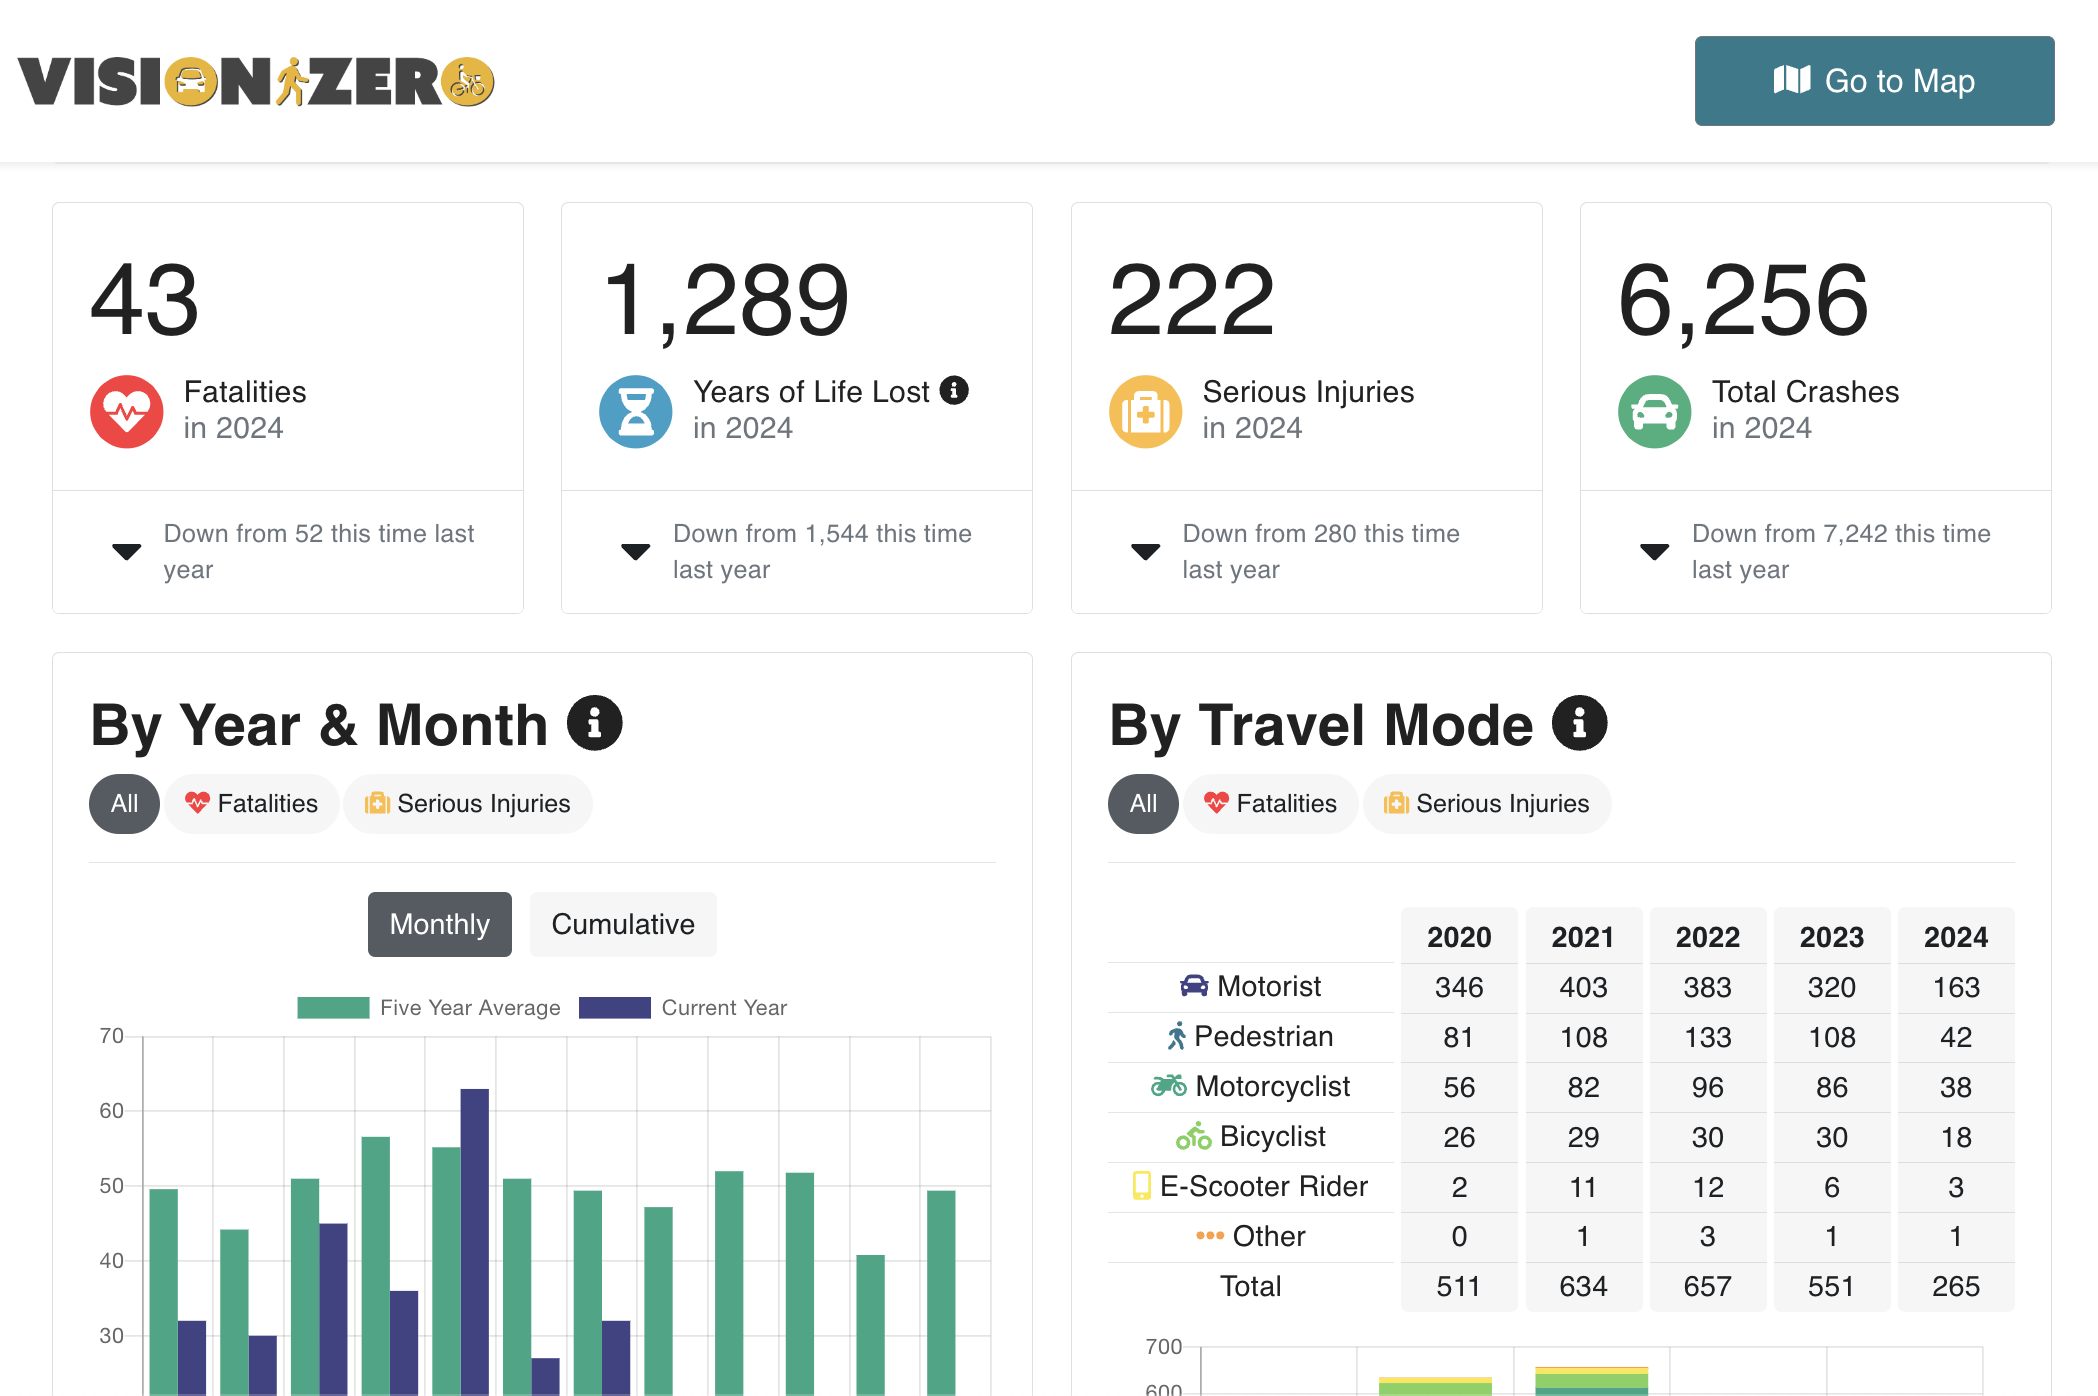 VISION ZERO
Go to Map
43
Fatalities
in 2024
Down from 52 this time last
year
1,289
Years of Life Lost
in 2024
Down from 1,544 this time
last year
222
Serious Injuries
in 2024
Down from 280 this time
last year
6,256
Total Crashes
in 2024
Down from 7,242 this time
last year
By Year & Month
All Fatalities Serious Injuries
Monthly Cumulative
Five Year Average Current Year
70
60
50
40
30
By Travel Mode
All Fatalities Serious Injuries
2020 2021 2022 2023 2024
Motorist 346 403 383 320 163
Pedestrian 81 108 133 108 42
Motorcyclist 56 82 96 86 38
Bicyclist 26 29 30 30 18
E-Scooter Rider 2 11 12 6 3
Other 0 1 3 1 1
Total 511 634 657 551 265
700
600